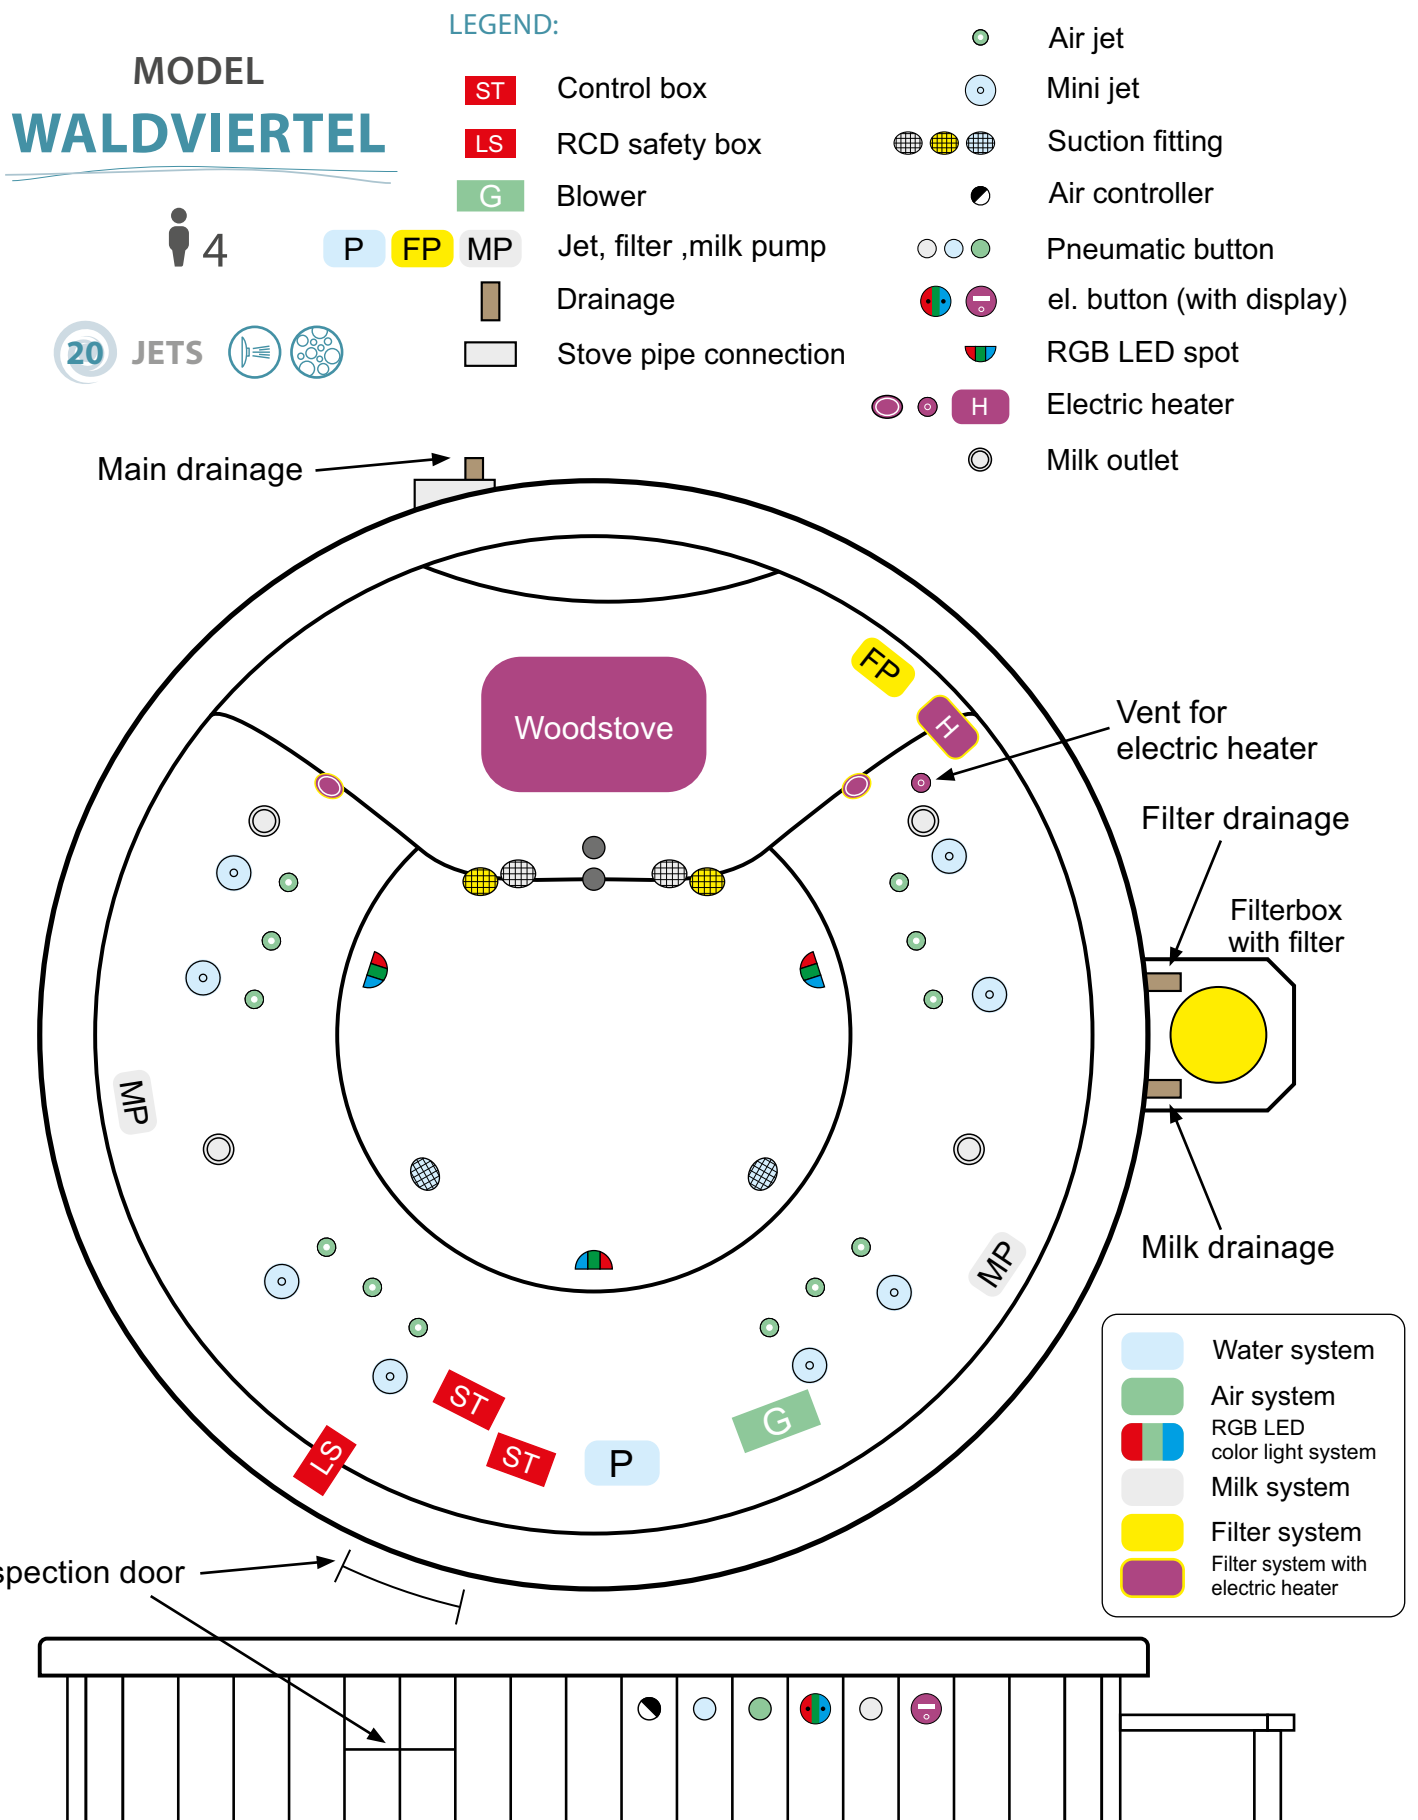 LEGEND:
MODEL
WALDVIERTEL
4
20 JETS
ST Control box
LS RCD safety box
G Blower
P FP MP Jet, filter ,milk pump
Drainage
Stove pipe connection
Air jet
Mini jet
Suction fitting
Air controller
Pneumatic button
el. button (with display)
RGB LED spot
H Electric heater
Milk outlet
Main drainage
FP
H
Woodstove
Vent for
electric heater
Filter drainage
Filterbox
with filter
MP
MP
Milk drainage
ST
ST
LS
P
G
Water system
Air system
RGB LED
color light system
Milk system
Filter system
Filter system with
electric heater
spection door